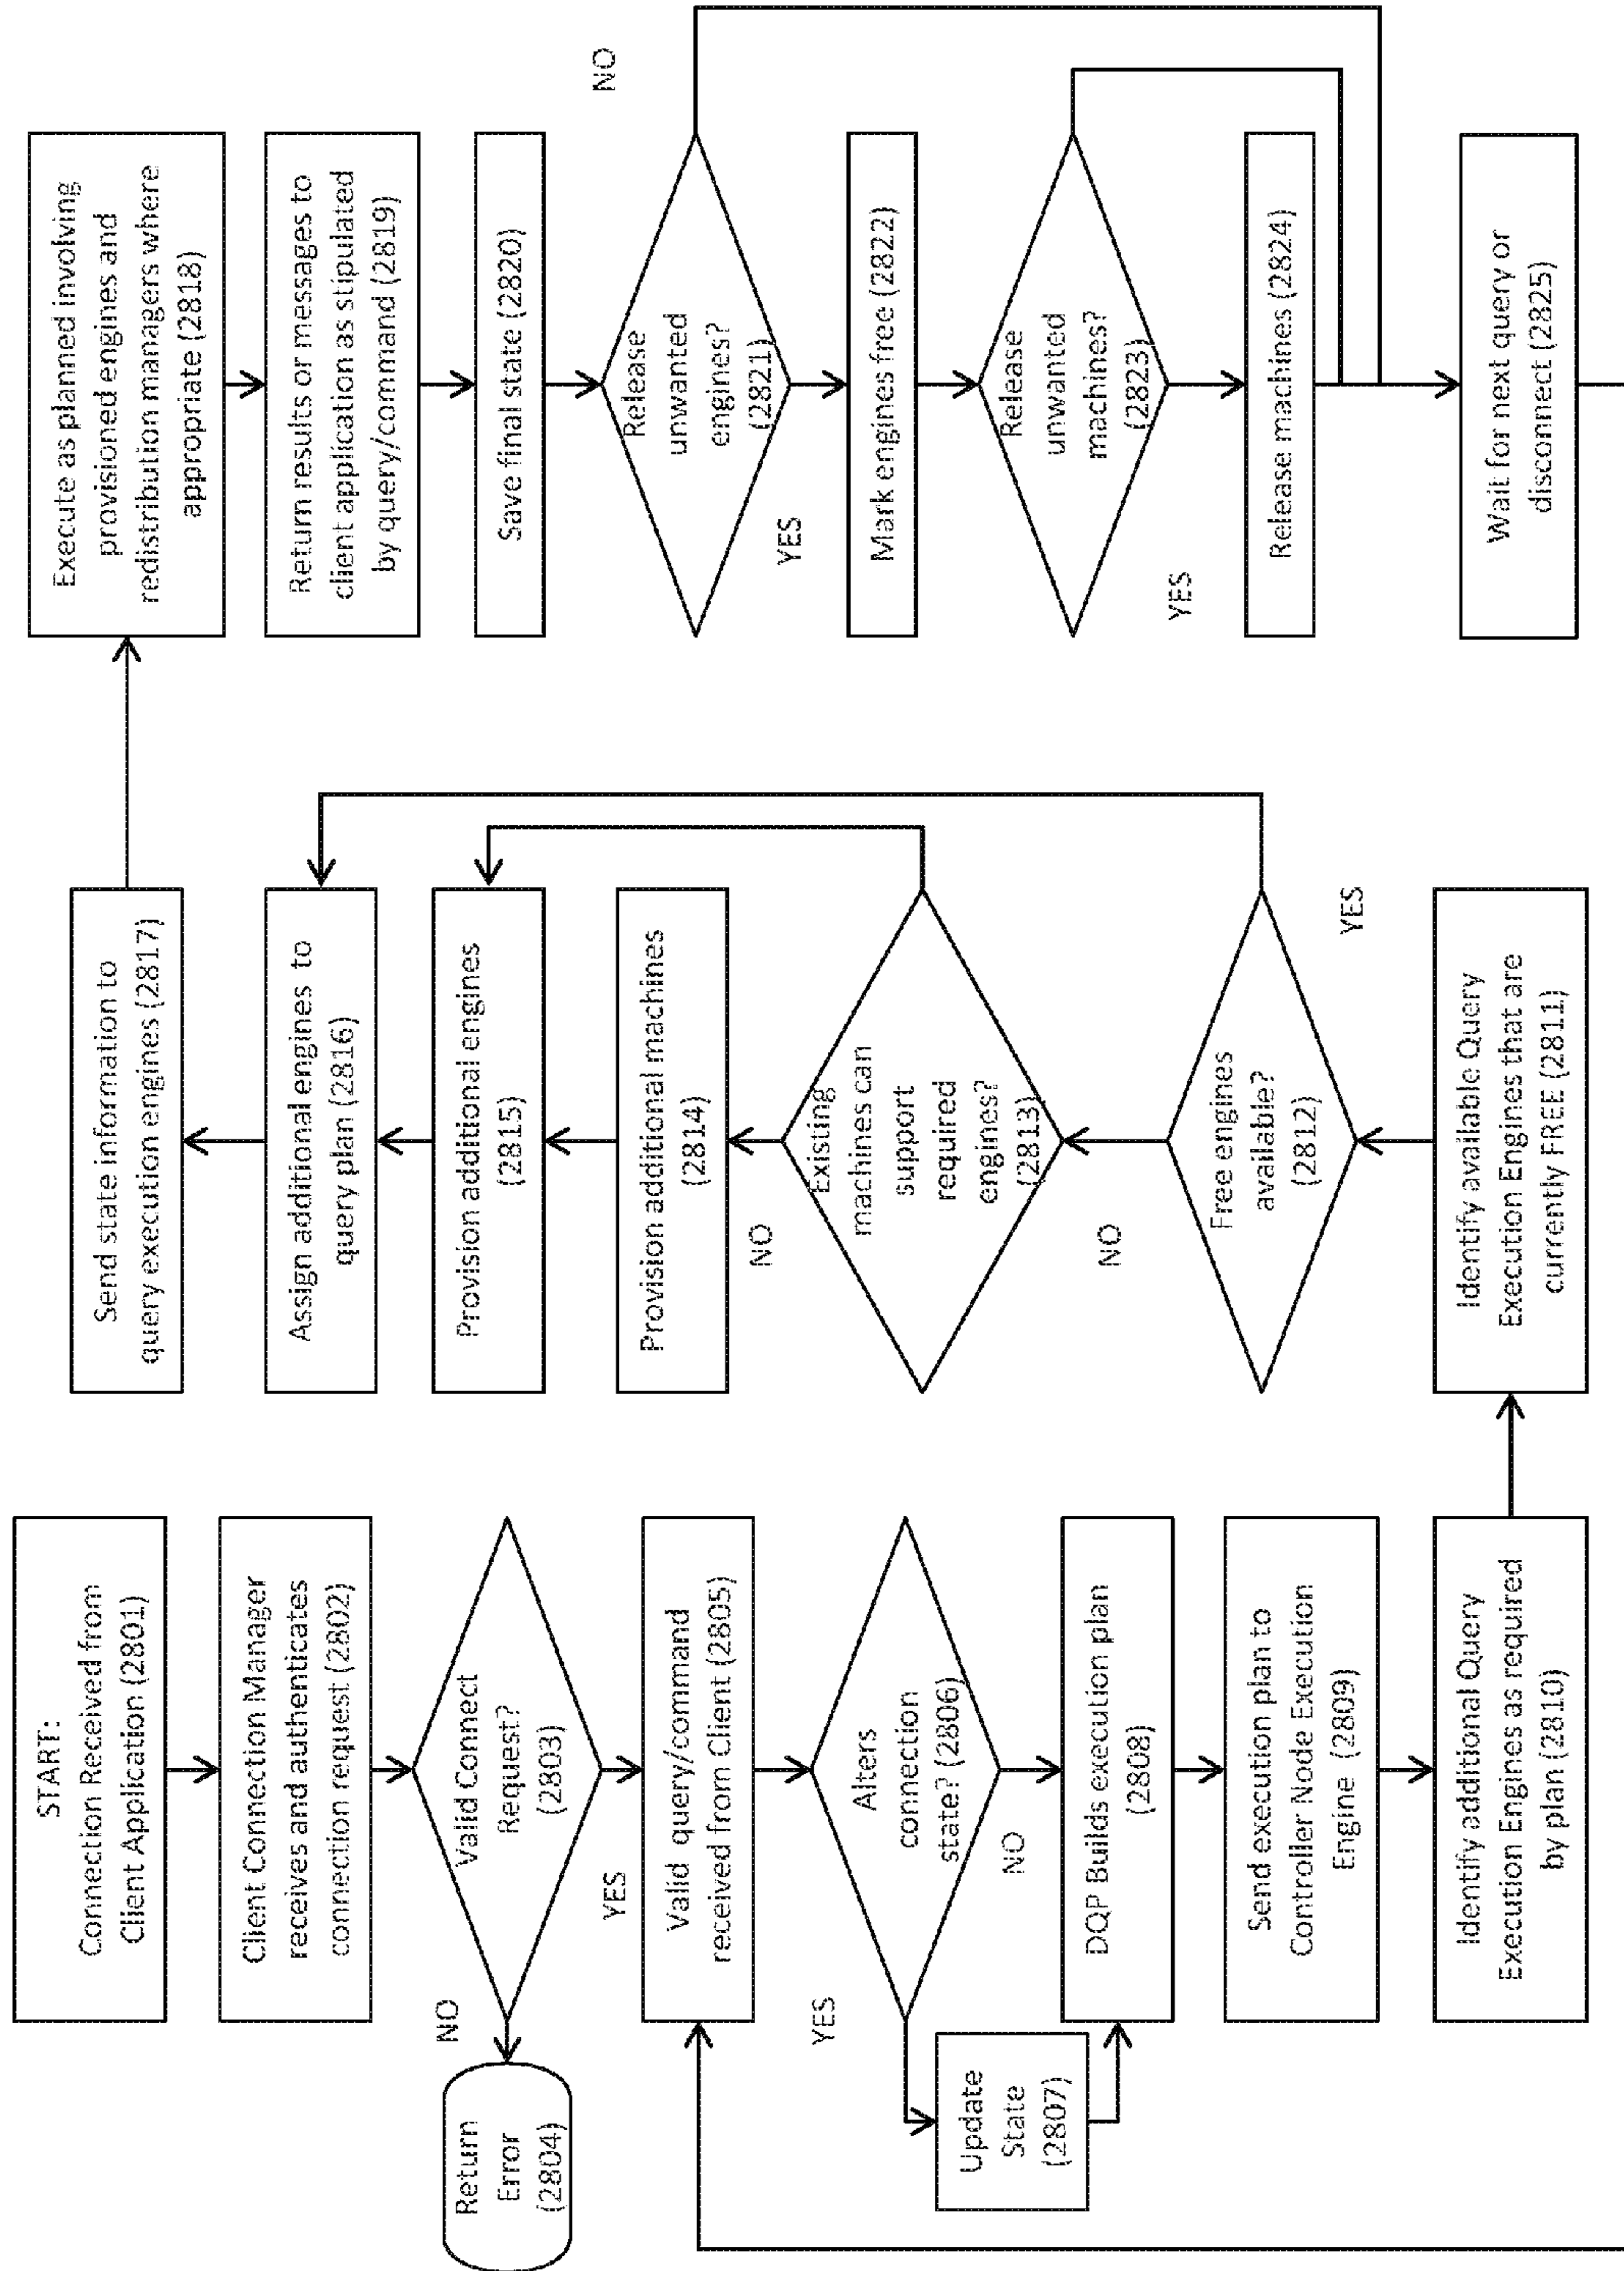 START:
Connection Received from
Client Application (2801)
Client Connection Manager
receives and authenticates
connection request (2802)
Valid Connect
Request?
(2803)
NO
Return
Error
(2804)
YES
Valid query/command
received from Client (2805)
Alters
connection
state? (2806)
YES
Update
State
(2807)
NO
DQP Builds execution plan
(2808)
Send execution plan to
Controller Node Execution
Engine (2809)
Identify additional Query
Execution Engines as required
by plan (2810)
Identify available Query
Execution Engines that are
currently FREE (2811)
Free engines
available?
(2812)
YES
NO
Existing
machines can
support
required
engines?
(2813)
NO
Provision additional machines
(2814)
Provision additional engines
(2815)
Assign additional engines to
query plan (2816)
Send state information to
query execution engines (2817)
Execute as planned involving
provisioned engines and
redistribution managers where
appropriate (2818)
Return results or messages to
client application as stipulated
by query/command (2819)
Save final state (2820)
Release
unwanted
engines?
(2821)
NO
YES
Mark engines free (2822)
Release
unwanted
machines?
(2823)
YES
Release machines (2824)
Wait for next query or
disconnect (2825)